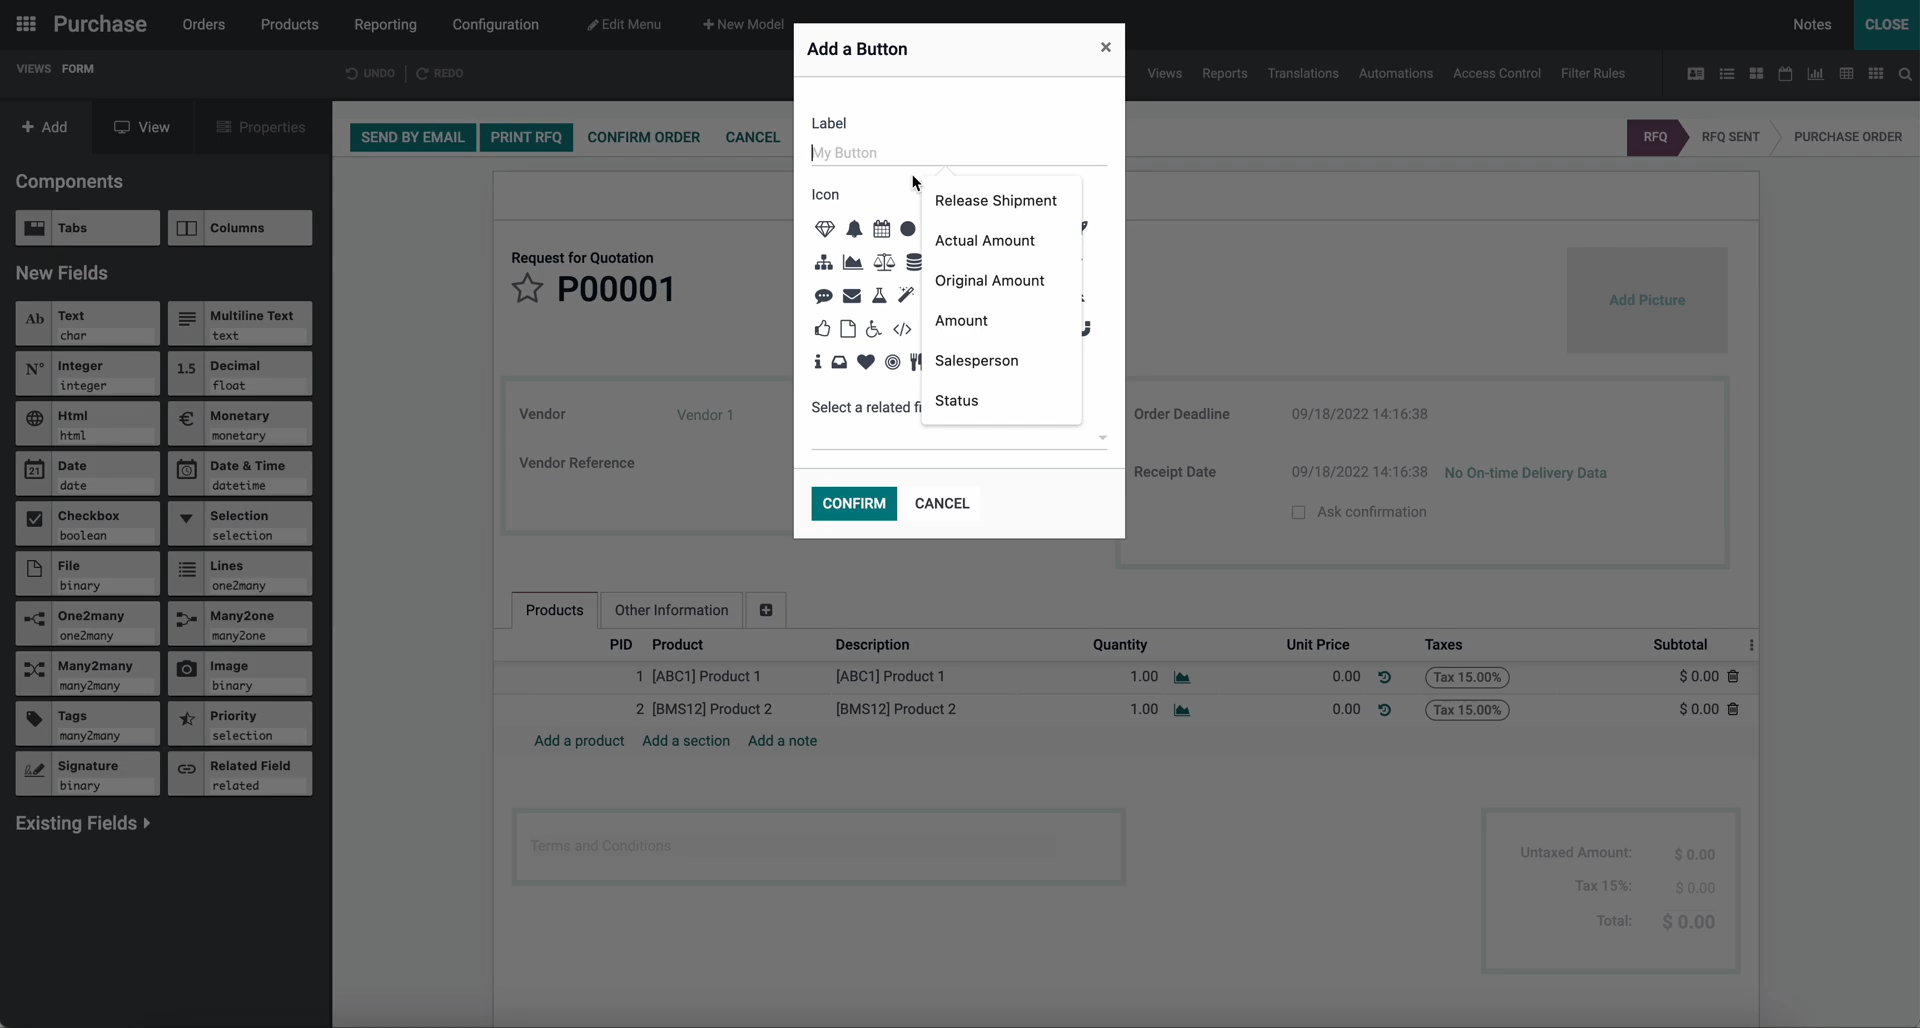 Purchase Orders Products Reporting Configuration Edit Menu New Model Notes CLOSE
VIEWS FORM UNDO REDO Views Reports Translations Automations Access Control Filter Rules
Add View Properties
SEND BY EMAIL PRINT RFQ CONFIRM ORDER CANCEL RFQ RFQ SENT PURCHASE ORDER
Components
Tabs Columns
New Fields
Ab Text char
Multiline Text text
N° Integer integer
1.5 Decimal float
Html html
€ Monetary monetary
21 Date date
Date & Time datetime
Checkbox boolean
Selection selection
File binary
Lines one2many
One2many one2many
Many2one many2one
Many2many many2many
Image binary
Tags many2many
Priority selection
Signature binary
Related Field related
Existing Fields
Add a Button ×
Label
My Button
Icon
Release Shipment
Actual Amount
Original Amount
Amount
Salesperson
Status
Select a related
CONFIRM CANCEL
Request for Quotation
P00001
Add Picture
Vendor Vendor 1
Vendor Reference
Order Deadline 09/18/2022 14:16:38
Receipt Date 09/18/2022 14:16:38 No On-time Delivery Data
Ask confirmation
Products Other Information
PID Product Description Quantity Unit Price Taxes Subtotal
1 [ABC1] Product 1 [ABC1] Product 1 1.00 0.00 Tax 15.00% $ 0.00
2 [BMS12] Product 2 [BMS12] Product 2 1.00 0.00 Tax 15.00% $ 0.00
Add a product Add a section Add a note
Terms and Conditions
Untaxed Amount: $ 0.00
Tax 15%: $ 0.00
Total: $ 0.00